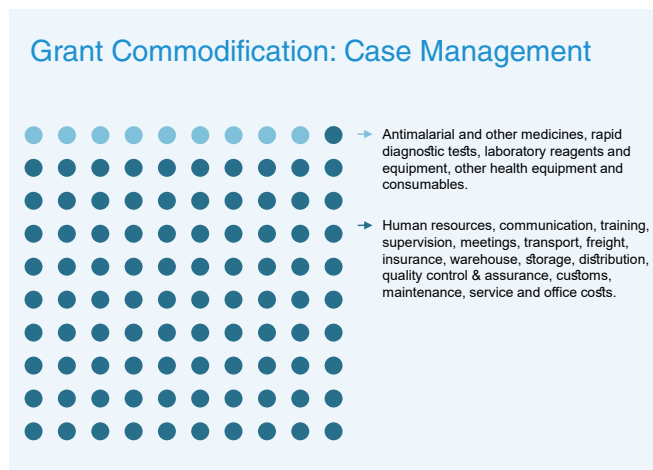 Grant Commodification: Case Management
Antimalarial and other medicines, rapid
diagnostic tests, laboratory reagents and
equipment, other health equipment and
consumables.
Human resources, communication, training,
supervision, meetings, transport, freight,
insurance, warehouse, storage, distribution,
quality control & assurance, customs,
maintenance, service and office costs.